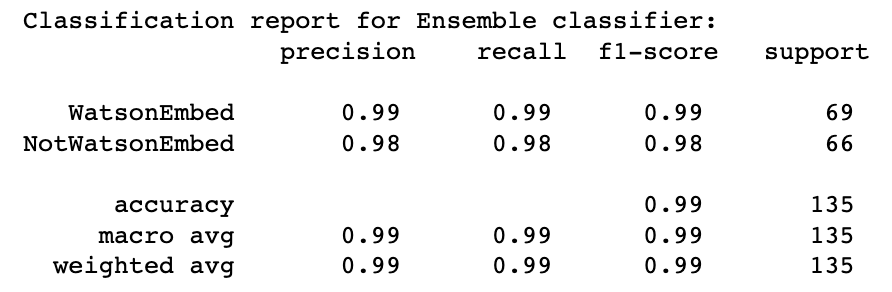 Classification report for Ensemble classifier:
precision recall f1-score support
WatsonEmbed 0.99 0.99 0.99 69
NotWatsonEmbed 0.98 0.98 0.98 66
accuracy 0.99 135
macro avg 0.99 0.99 0.99 135
weighted avg 0.99 0.99 0.99 135